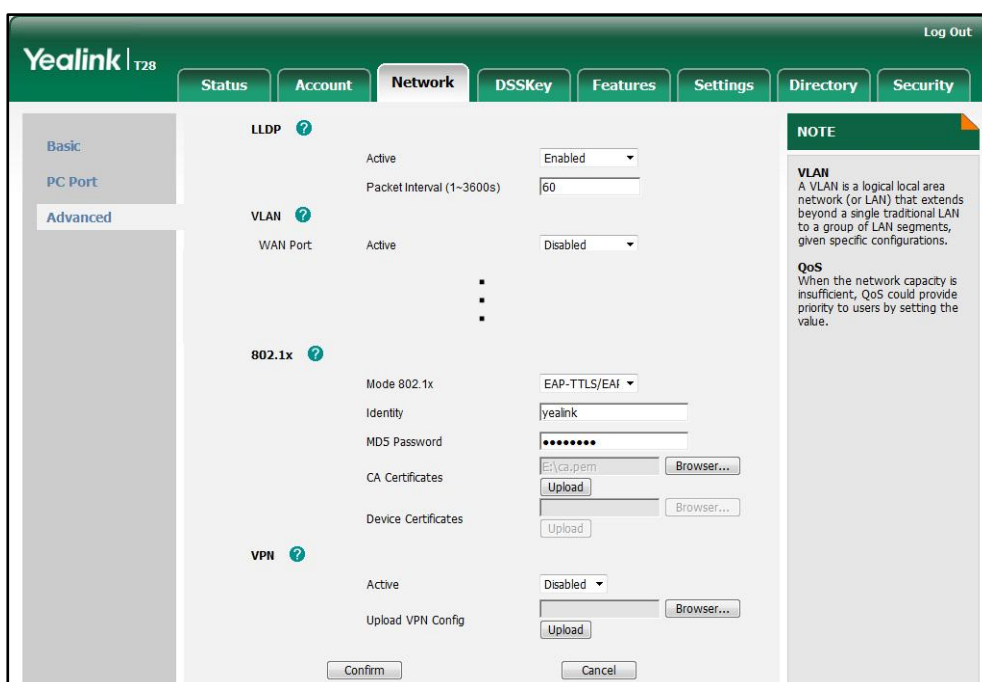 Log Out
Yealink | T28
Status Account Network DSSKey Features Settings Directory Security
Basic
PC Port
Advanced
LLDP ?
Active Enabled
Packet Interval (1~3600s) 60
VLAN ?
WAN Port Active Disabled
802.1x ?
Mode 802.1x EAP-TTLS/EAF
Identity yealink
MD5 Password ••••••••
CA Certificates E:\ca.pem Browser...
Upload
Device Certificates Browser...
Upload
VPN ?
Active Disabled
Upload VPN Config Browser...
Upload
Confirm Cancel
NOTE
VLAN
A VLAN is a logical local area
network (or LAN) that extends
beyond a single traditional LAN
to a group of LAN segments,
given specific configurations.
QoS
When the network capacity is
insufficient, QoS could provide
priority to users by setting the
value.